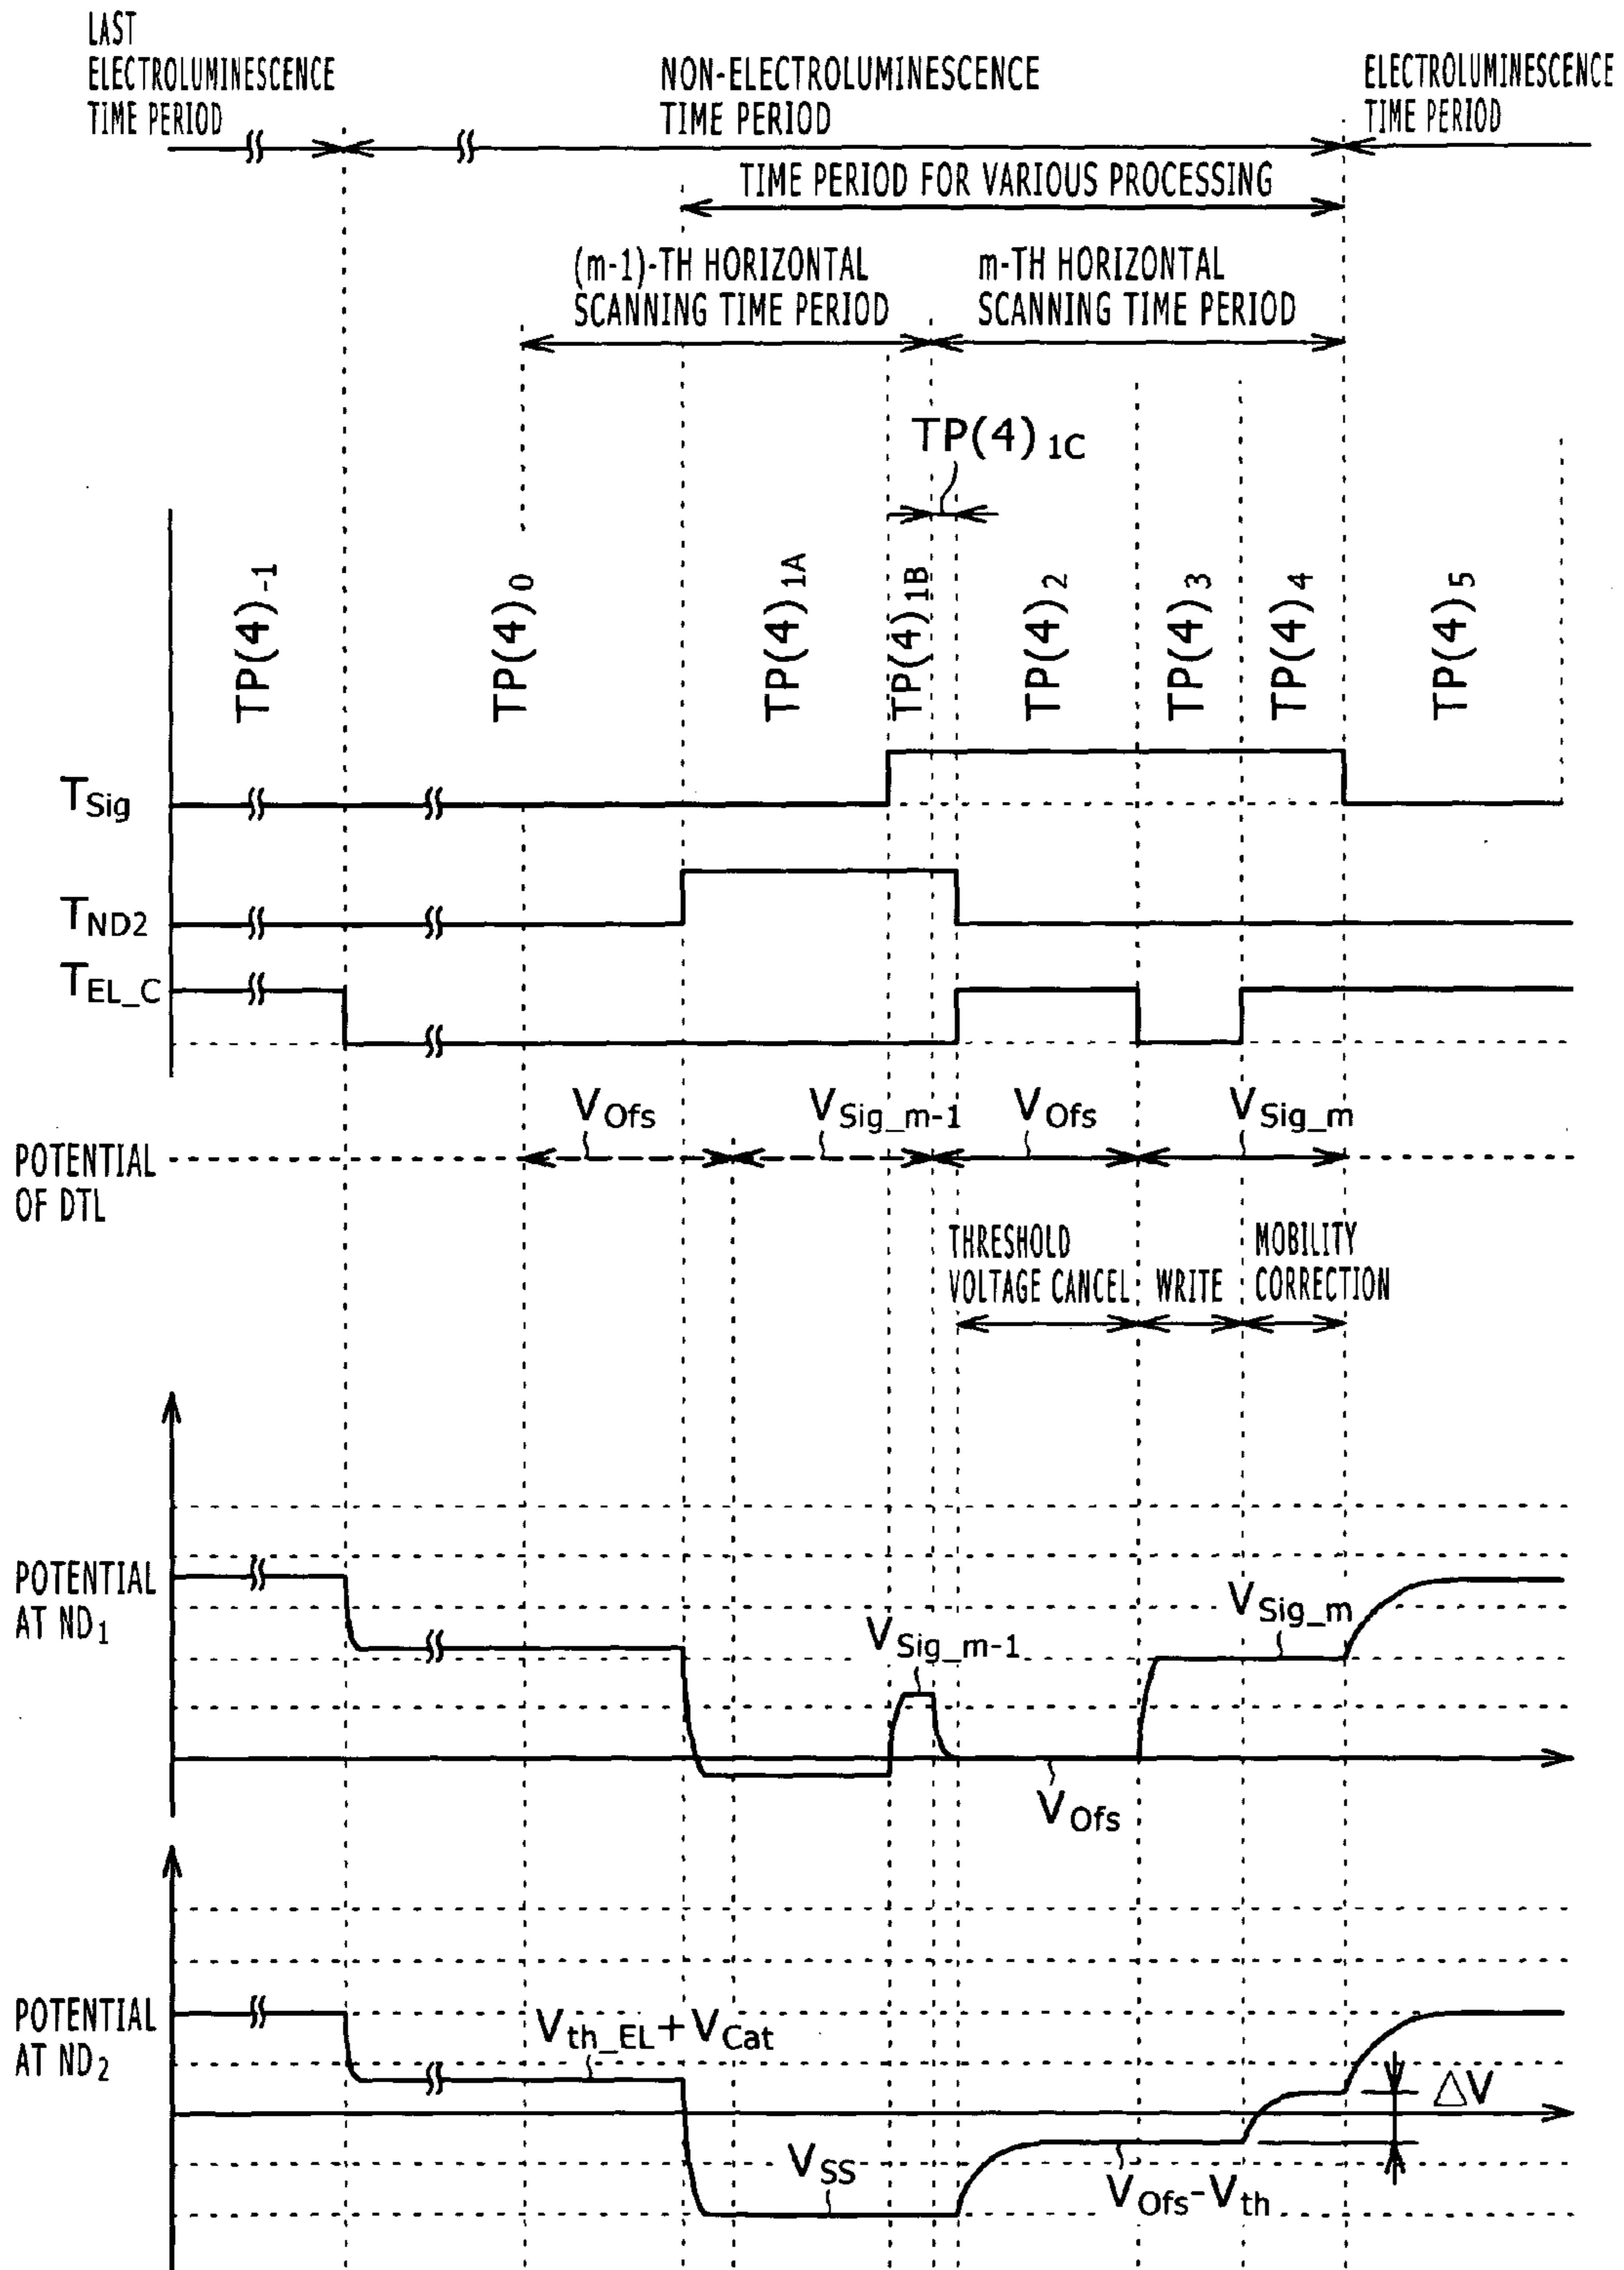 LAST
ELECTROLUMINESCENCE
TIME PERIOD
NON-ELECTROLUMINESCENCE
TIME PERIOD
ELECTROLUMINESCENCE
TIME PERIOD
TIME PERIOD FOR VARIOUS PROCESSING
(m-1)-TH HORIZONTAL
SCANNING TIME PERIOD
m-TH HORIZONTAL
SCANNING TIME PERIOD
TP(4)1C
TP(4)-1
TP(4)0
TP(4)1A
TP(4)1B
TP(4)2
TP(4)3
TP(4)4
TP(4)5
TSig
TND2
TEL_C
VOfs
VSig_m-1
VOfs
VSig_m
POTENTIAL
OF DTL
THRESHOLD
VOLTAGE CANCEL
WRITE
MOBILITY
CORRECTION
POTENTIAL
AT ND1
VSig_m-1
VSig_m
VOfs
POTENTIAL
AT ND2
Vth_EL+VCat
VSS
VOfs-Vth
ΔV